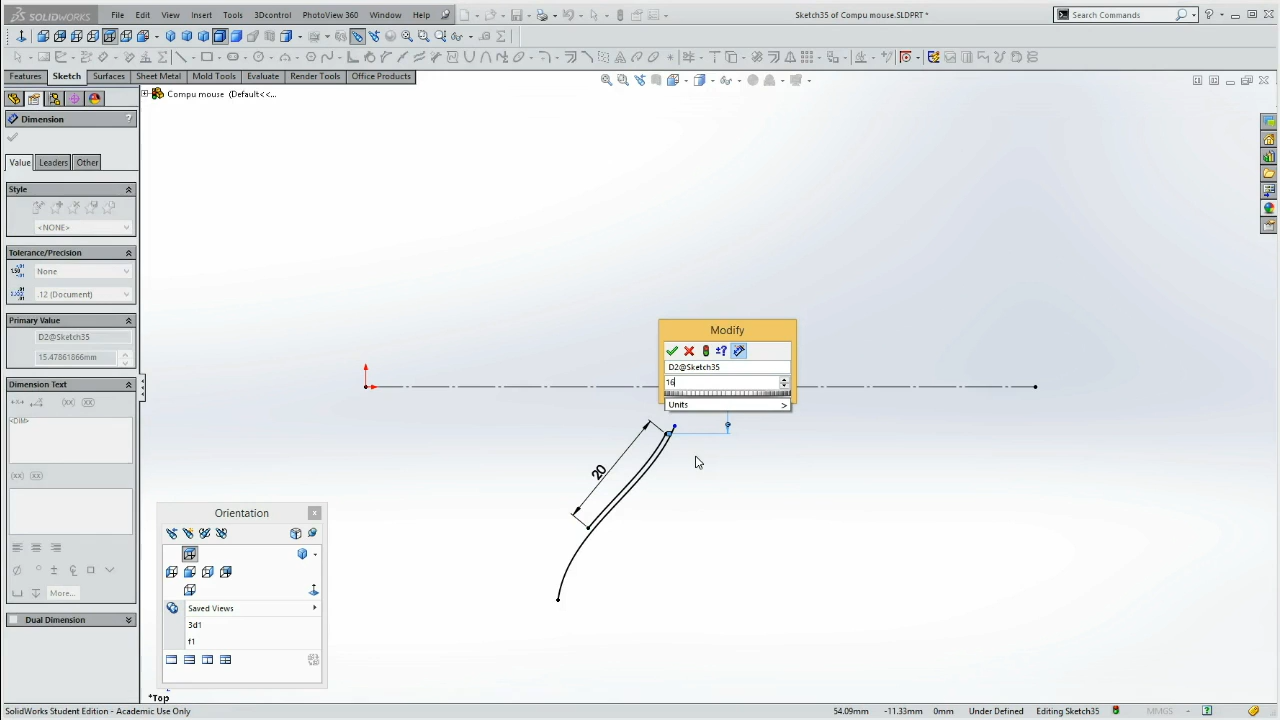 SOLIDWORKS File Edit View Insert Tools 3Dcontrol PhotoView 360 Window Help Sketch35 of Compu mouse.SLDPRT * Search Commands
Features Sketch Surfaces Sheet Metal Mold Tools Evaluate Render Tools Office Products
Compu mouse (Default<<...
Dimension ?
Value Leaders Other
Style
<NONE>
Tolerance/Precision
None
.12 (Document)
Primary Value
D2@Sketch35
15.47861866mm
Dimension Text
<DIM>
More...
Dual Dimension
Modify
D2@Sketch35
16
Units >
20
Orientation x
Saved Views
3d1
f1
*Top
SolidWorks Student Edition - Academic Use Only 54.09mm -11.33mm 0mm Under Defined Editing Sketch35 MMGS